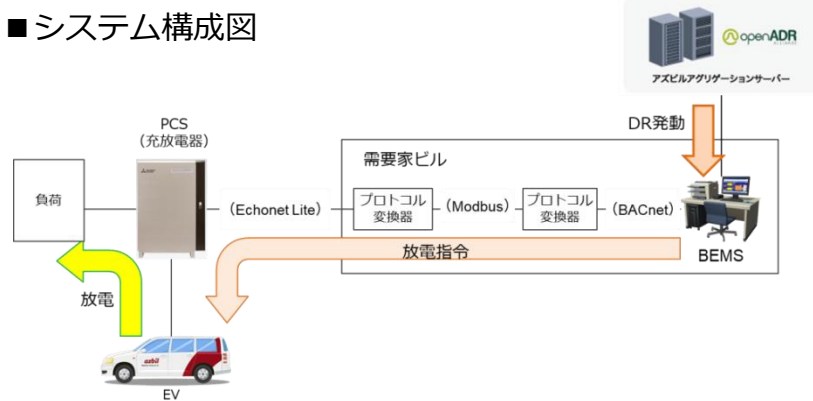 ■システム構成図
openADR
ALLIANCE
アズビルアグリゲーションサーバー
PCS
(充放電器)
DR発動
需要家ビル
負荷
(Echonet Lite)
プロトコル
変換器
(Modbus)
プロトコル
変換器
(BACnet)
放電指令
BEMS
放電
azbil
EV